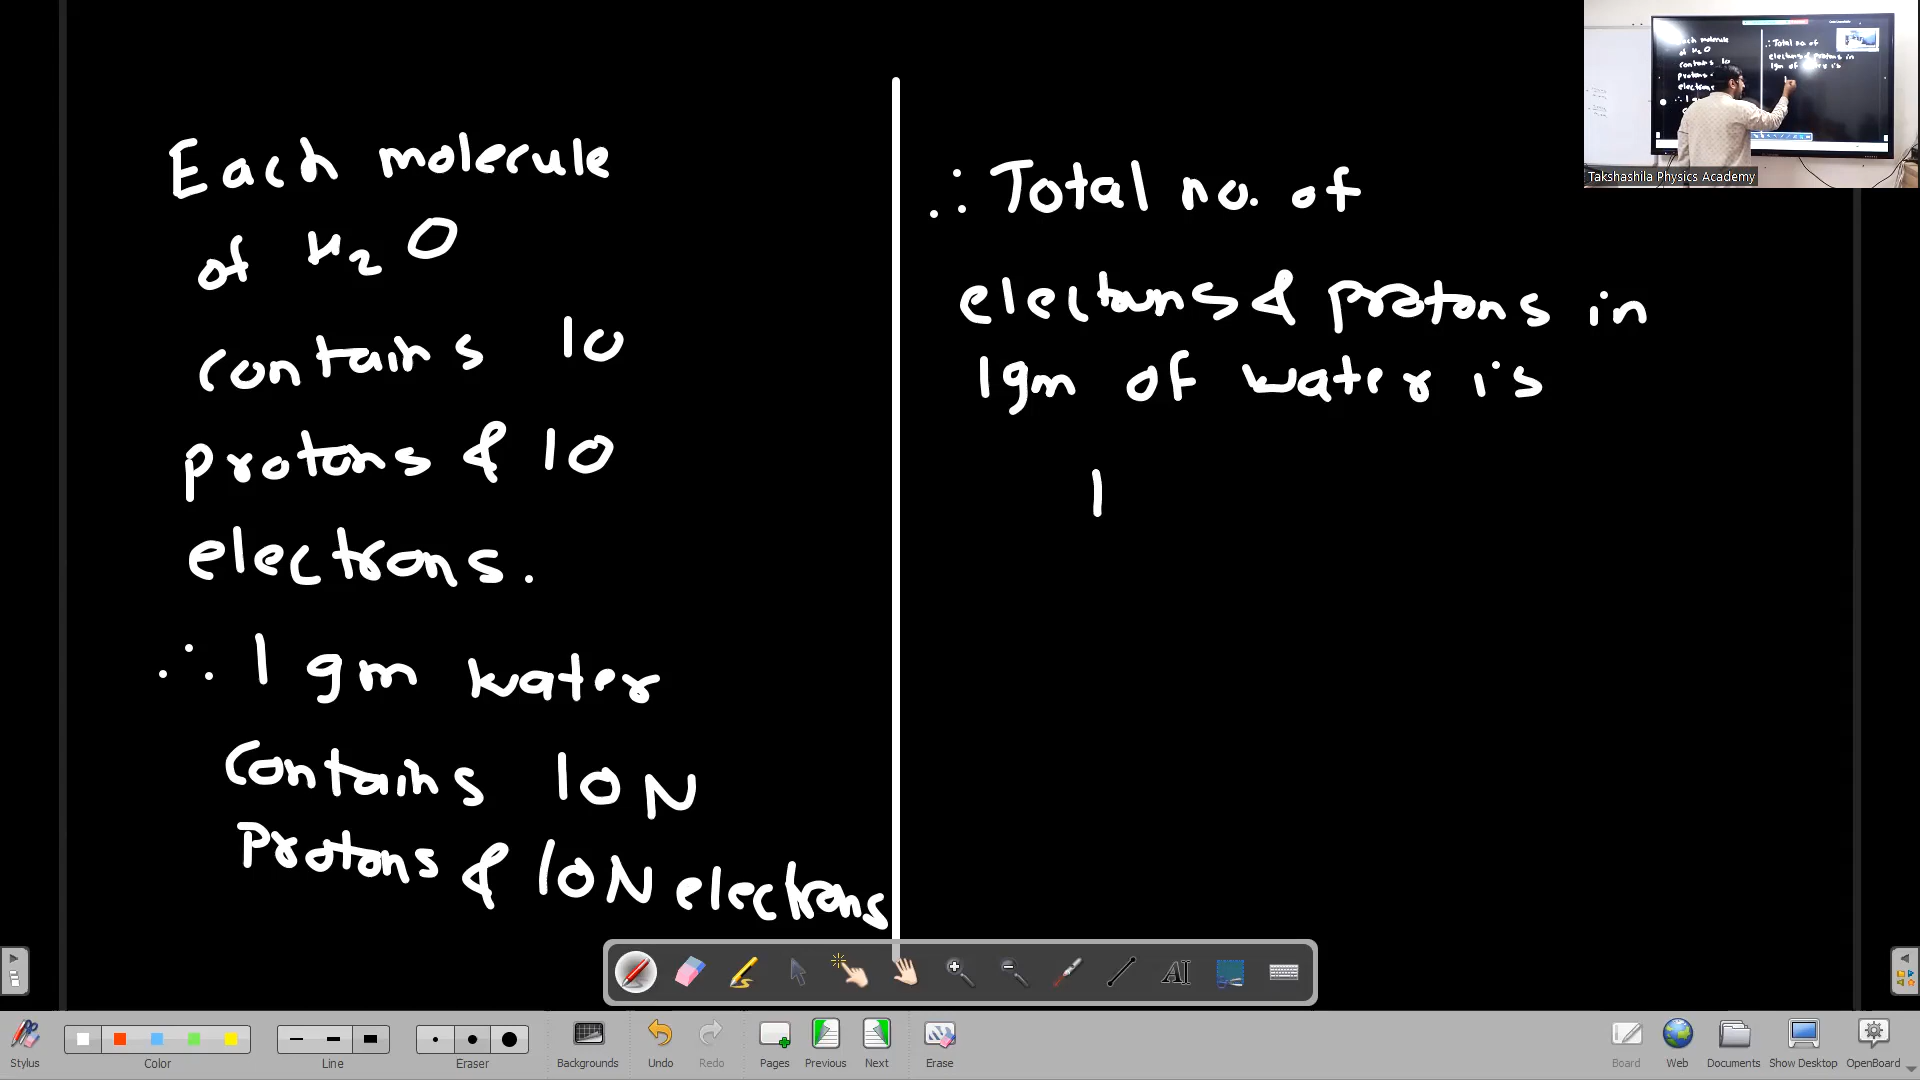 Each molecule
of H2O
contains 10
protons & 10
electrons.
∴ 1 gm water
Contains 10N
Protons & 10N electrons
∴ Total no. of
electrons & protons in
1gm of water is
1
Takshashila Physics Academy
Stylus
Color
Line
Eraser
Backgrounds
Undo
Redo
Pages
Previous
Next
Erase
Board
Web
Documents
Show Desktop
OpenBoard